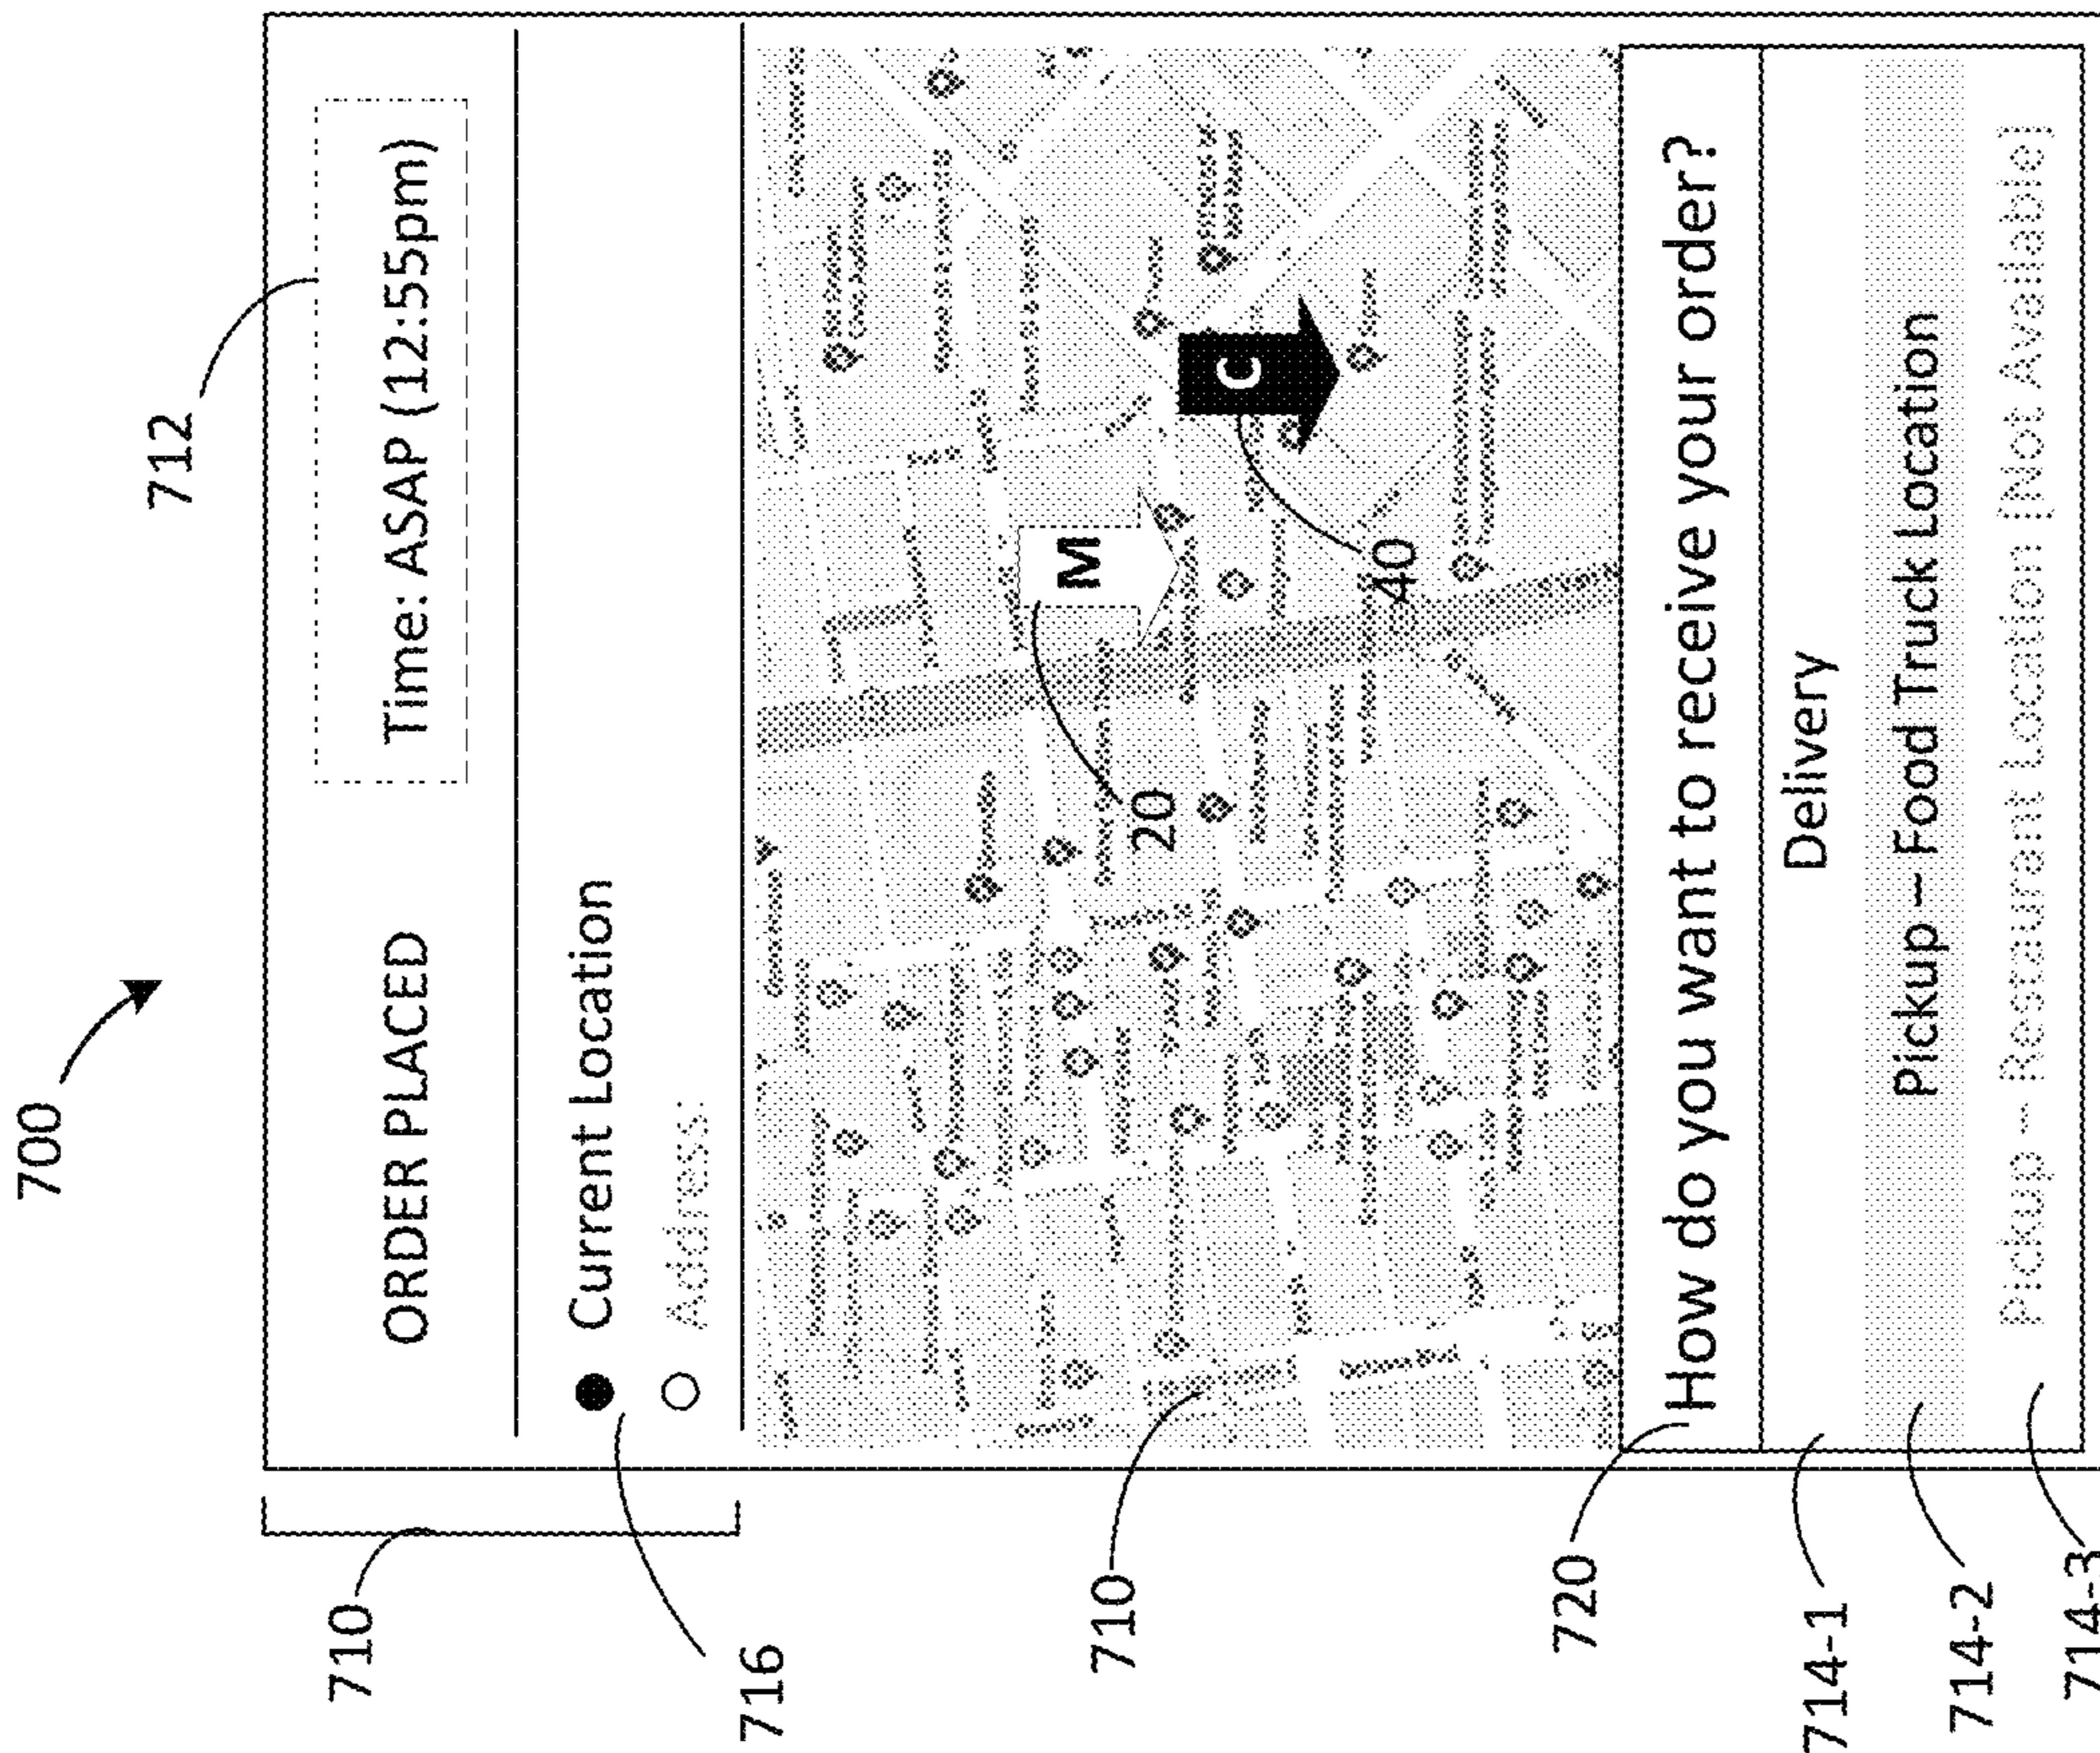 700
712
710
ORDER PLACED
Time: ASAP (12:55pm)
716
Current Location
Address:
M
20
C
40
710
720
How do you want to receive your order?
714-1
Delivery
714-2
Pickup – Food Truck Location
714-3
Pickup – Restaurant Location [Not Available]